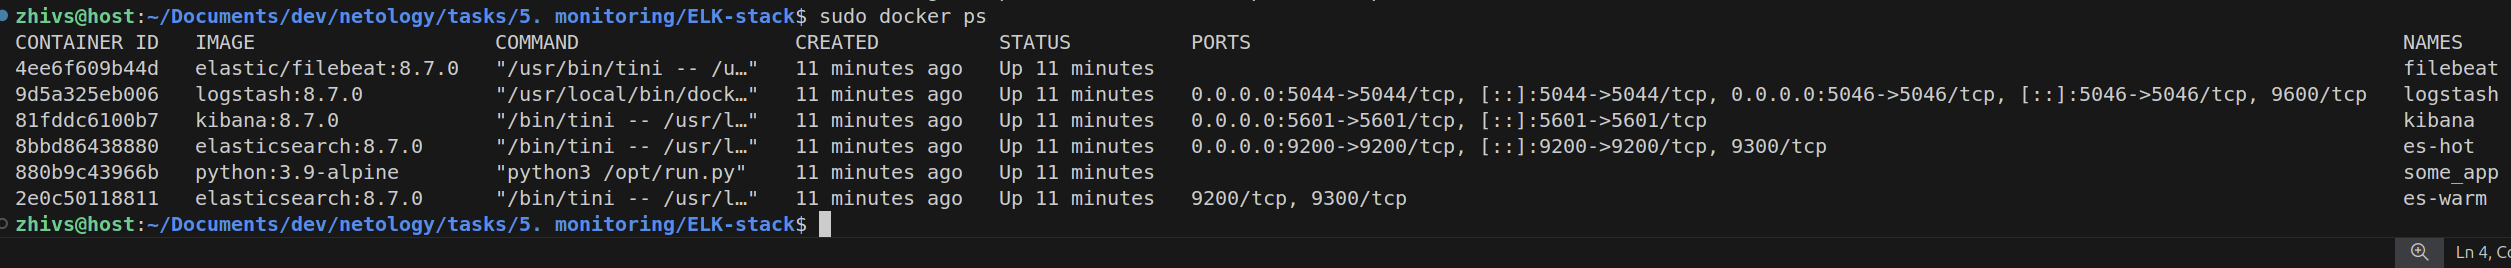 zhivs@host:~/Documents/dev/netology/tasks/5. monitoring/ELK-stack$ sudo docker ps
CONTAINER ID   IMAGE                    COMMAND                  CREATED          STATUS          PORTS                                                                                                NAMES
4ee6f609b44d   elastic/filebeat:8.7.0   "/usr/bin/tini -- /u…"   11 minutes ago   Up 11 minutes                                                                                                        filebeat
9d5a325eb006   logstash:8.7.0           "/usr/local/bin/dock…"   11 minutes ago   Up 11 minutes   0.0.0.0:5044->5044/tcp, [::]:5044->5044/tcp, 0.0.0.0:5046->5046/tcp, [::]:5046->5046/tcp, 9600/tcp   logstash
81fddc6100b7   kibana:8.7.0             "/bin/tini -- /usr/l…"   11 minutes ago   Up 11 minutes   0.0.0.0:5601->5601/tcp, [::]:5601->5601/tcp                                                          kibana
8bbd86438880   elasticsearch:8.7.0      "/bin/tini -- /usr/l…"   11 minutes ago   Up 11 minutes   0.0.0.0:9200->9200/tcp, [::]:9200->9200/tcp, 9300/tcp                                                es-hot
880b9c43966b   python:3.9-alpine        "python3 /opt/run.py"    11 minutes ago   Up 11 minutes                                                                                                        some_app
2e0c50118811   elasticsearch:8.7.0      "/bin/tini -- /usr/l…"   11 minutes ago   Up 11 minutes   9200/tcp, 9300/tcp                                                                                   es-warm
zhivs@host:~/Documents/dev/netology/tasks/5. monitoring/ELK-stack$
Ln 4,